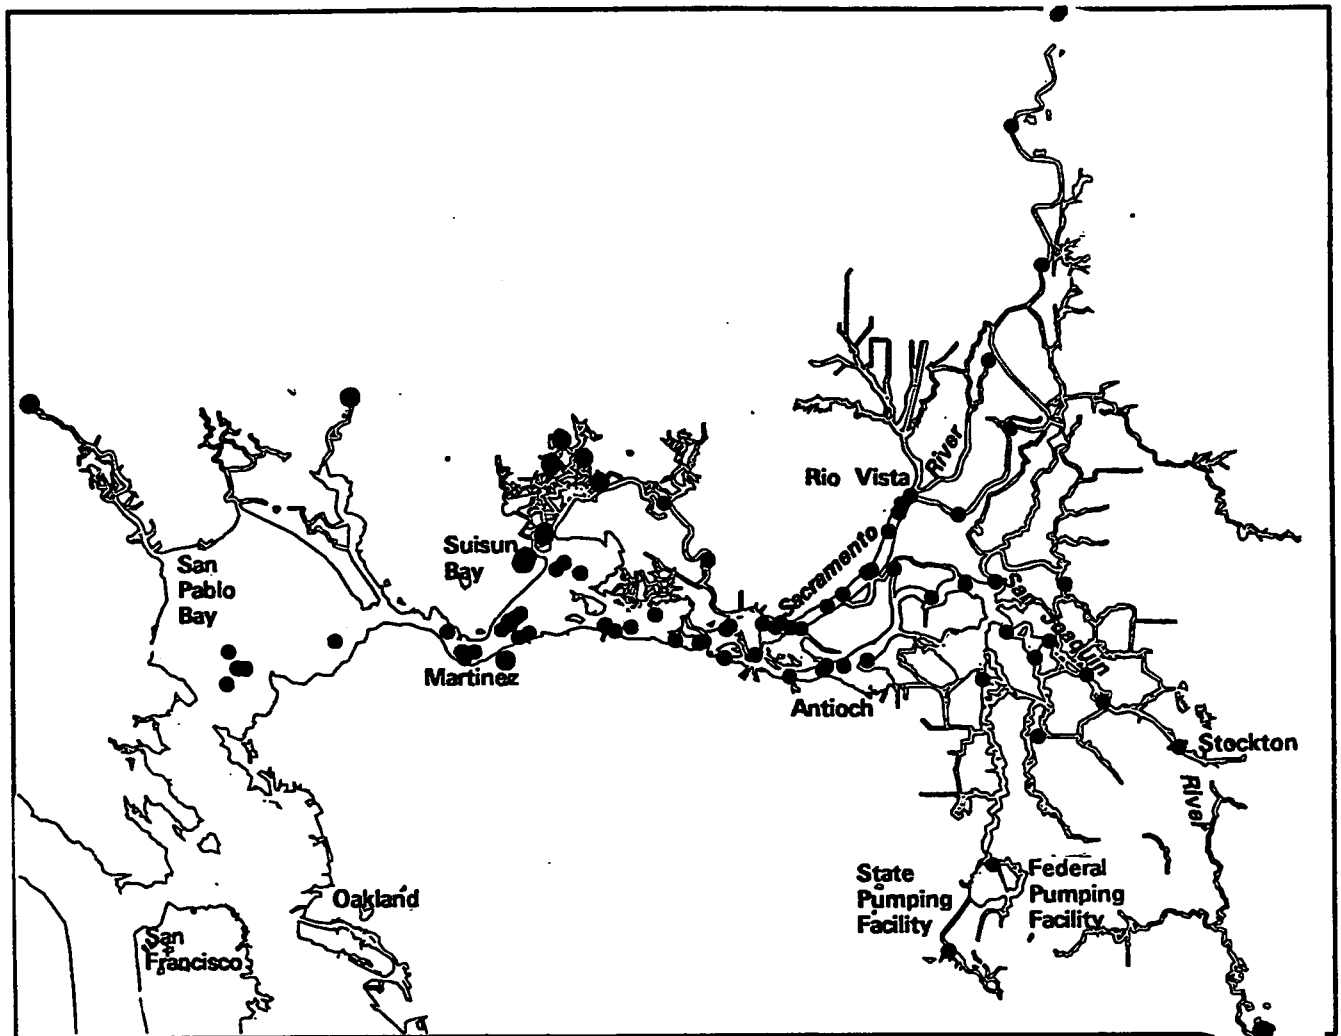 Rio Vista
River
Sacramento
Suisun
Bay
San
Pablo
Bay
San Joaquin
Martinez
Antioch
Stockton
River
State
Pumping
Facility
Federal
Pumping
Facility
Oakland
San
Francisco